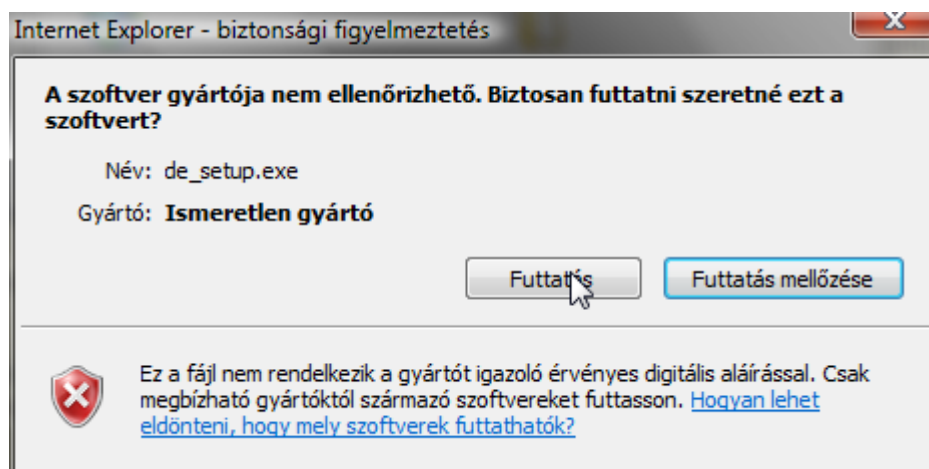 Internet Explorer - biztonsági figyelmeztetés
A szoftver gyártója nem ellenőrizhető. Biztosan futtatni szeretné ezt a
szoftvert?
Név: de_setup.exe
Gyártó: Ismeretlen gyártó
Futtatás
Futtatás mellőzése
Ez a fájl nem rendelkezik a gyártót igazoló érvényes digitális aláírással. Csak
megbízható gyártóktól származó szoftvereket futtasson. Hogyan lehet
eldönteni, hogy mely szoftverek futtathatók?